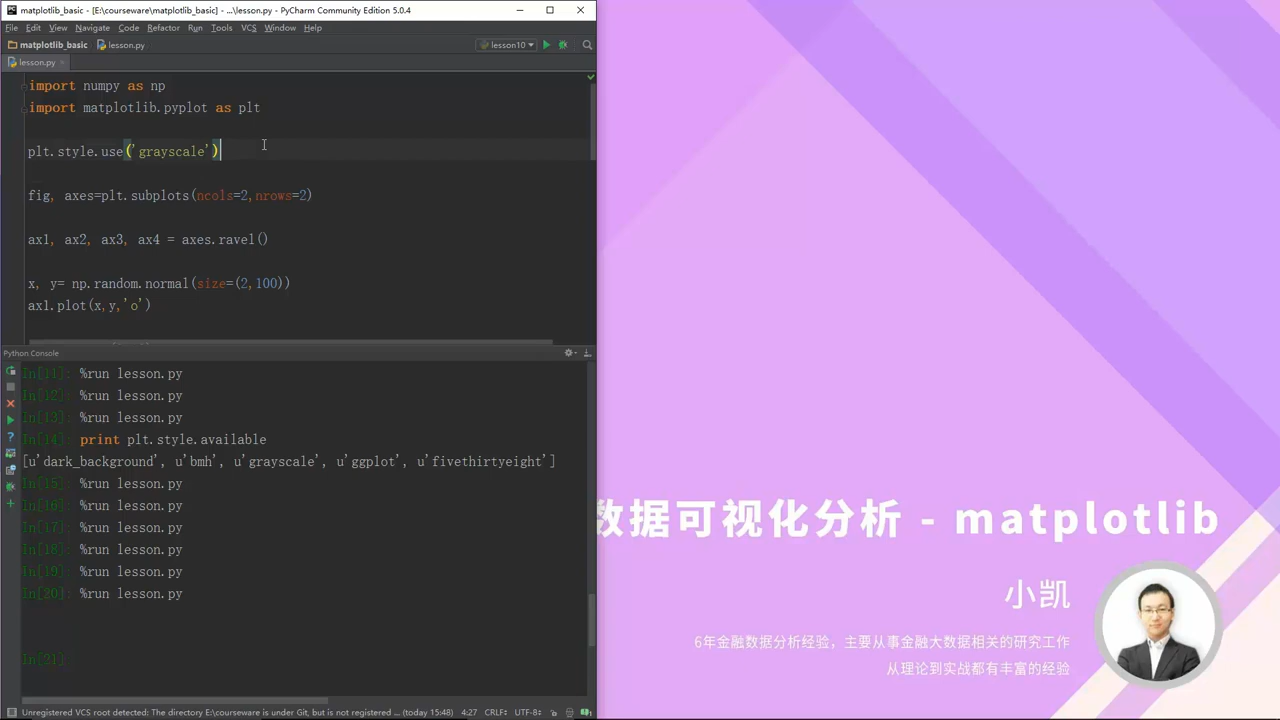 matplotlib_basic - [E:\courseware\matplotlib_basic] - ...\lesson.py - PyCharm Community Edition 5.0.4
File Edit View Navigate Code Refactor Run Tools VCS Window Help
matplotlib_basic lesson.py lesson10
lesson.py
import numpy as np
import matplotlib.pyplot as plt
plt.style.use('grayscale')
fig, axes=plt.subplots(ncols=2,nrows=2)
ax1, ax2, ax3, ax4 = axes.ravel()
x, y= np.random.normal(size=(2,100))
ax1.plot(x,y,'o')
Python Console
In[11]: %run lesson.py
In[12]: %run lesson.py
In[13]: %run lesson.py
In[14]: print plt.style.available
[u'dark_background', u'bmh', u'grayscale', u'ggplot', u'fivethirtyeight']
In[15]: %run lesson.py
In[16]: %run lesson.py
In[17]: %run lesson.py
In[18]: %run lesson.py
In[19]: %run lesson.py
In[20]: %run lesson.py
In[21]
Unregistered VCS root detected: The directory E:\courseware is under Git, but is not registered ... (today 15:48) 4:27 CRLF÷ UTF-8÷
数据可视化分析 - matplotlib
小凯
6年金融数据分析经验，主要从事金融大数据相关的研究工作
从理论到实战都有丰富的经验